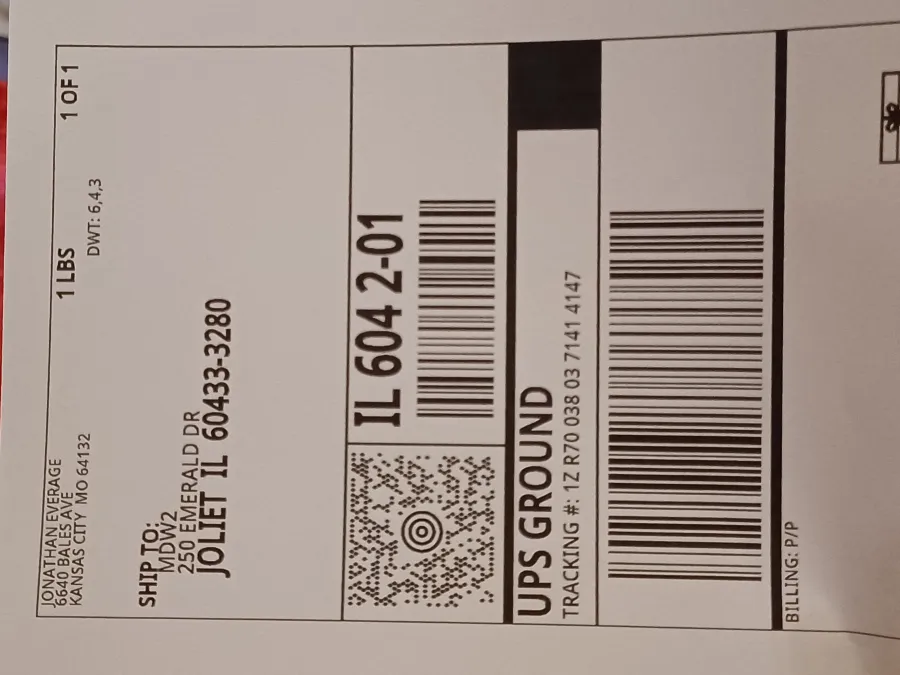 JONATHAN EVERAGE
6640 BALES AVE
KANSAS CITY MO 64132
1 LBS
1 OF 1
DWT: 6,4,3
SHIP TO:
MDW2
250 EMERALD DR
JOLIET IL 60433-3280
IL 604 2-01
UPS GROUND
TRACKING #: 1Z R70 038 03 7141 4147
BILLING: P/P